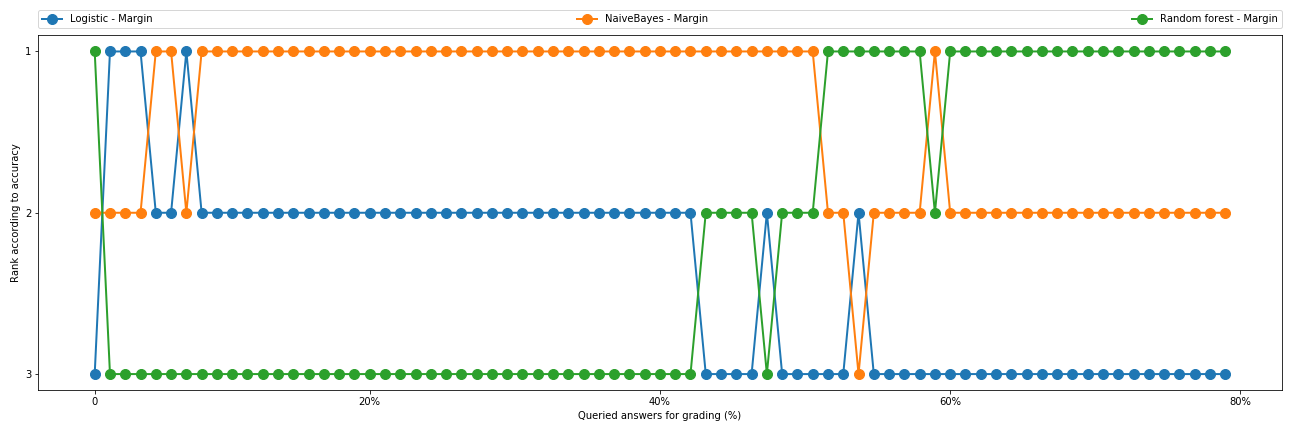 Logistic - Margin
NaiveBayes - Margin
Random forest - Margin
Rank according to accuracy
1
2
3
0
20%
40%
60%
80%
Queried answers for grading (%)